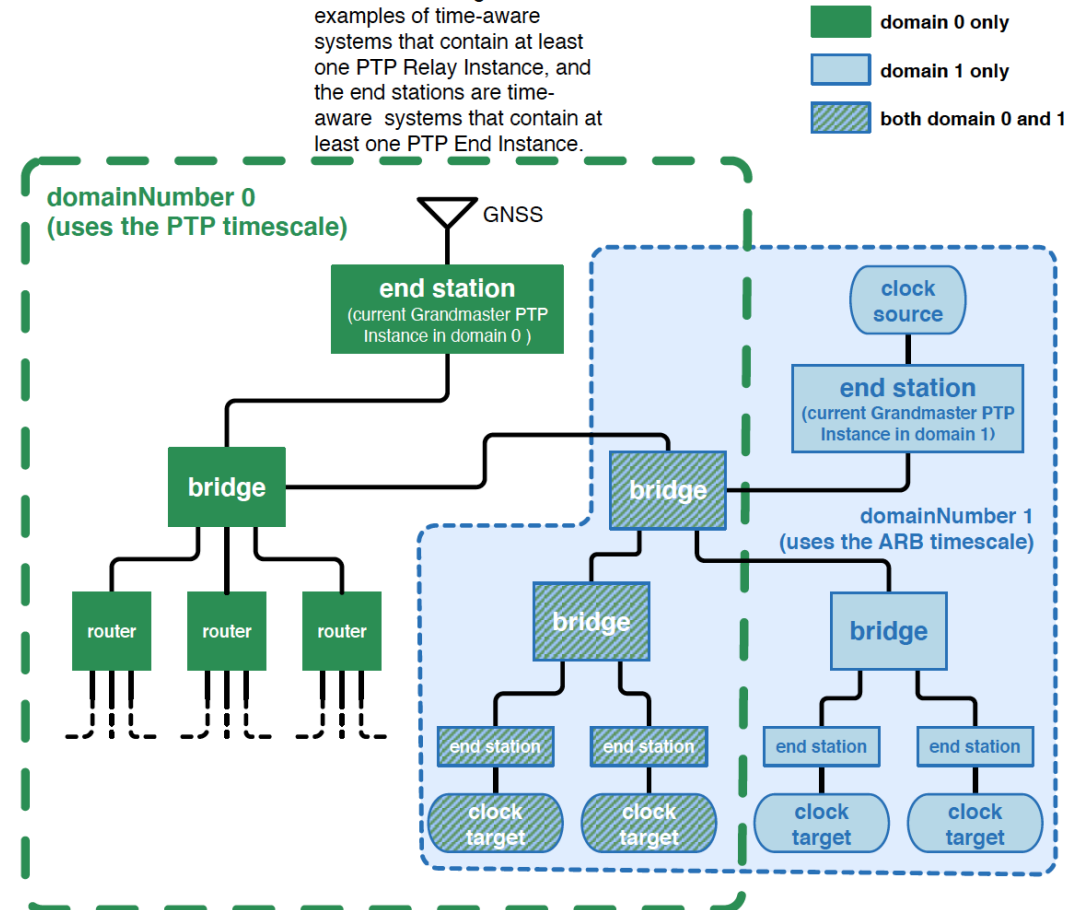 examples of time-aware
systems that contain at least
one PTP Relay Instance, and
the end stations are time-
aware systems that contain at
least one PTP End Instance.
domain 0 only
domain 1 only
both domain 0 and 1
domainNumber 0
(uses the PTP timescale)
GNSS
end station
(current Grandmaster PTP
Instance in domain 0 )
clock
source
end station
(current Grandmaster PTP
Instance in domain 1)
bridge
bridge
domainNumber 1
(uses the ARB timescale)
router
router
router
bridge
bridge
end station
end station
end station
end station
clock
target
clock
target
clock
target
clock
target